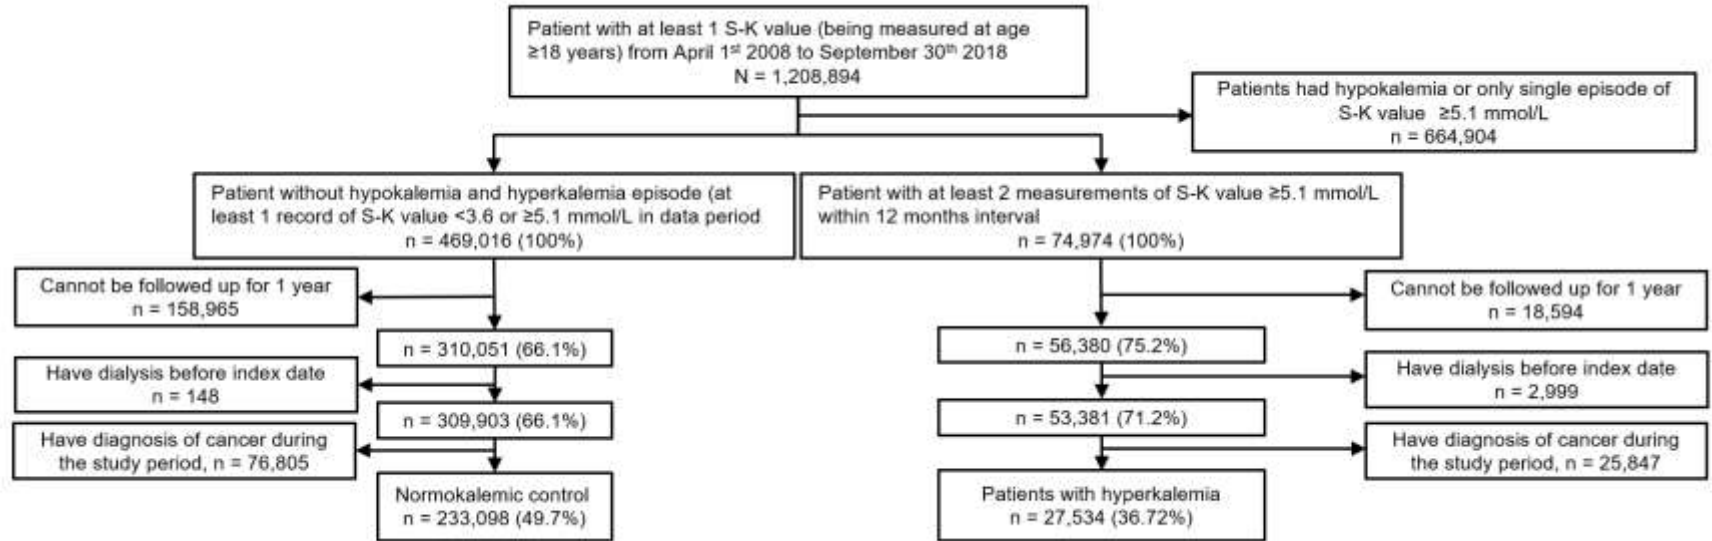 Patient with at least 1 S-K value (being measured at age
≥18 years) from April 1st 2008 to September 30th 2018
N = 1,208,894
Patients had hypokalemia or only single episode of
S-K value ≥5.1 mmol/L
n = 664,904
Patient without hypokalemia and hyperkalemia episode (at
least 1 record of S-K value <3.6 or ≥5.1 mmol/L in data period
n = 469,016 (100%)
Patient with at least 2 measurements of S-K value ≥5.1 mmol/L
within 12 months interval
n = 74,974 (100%)
Cannot be followed up for 1 year
n = 158,965
Cannot be followed up for 1 year
n = 18,594
n = 310,051 (66.1%)
n = 56,380 (75.2%)
Have dialysis before index date
n = 148
Have dialysis before index date
n = 2,999
n = 309,903 (66.1%)
n = 53,381 (71.2%)
Have diagnosis of cancer during
the study period, n = 76,805
Have diagnosis of cancer during
the study period, n = 25,847
Normokalemic control
n = 233,098 (49.7%)
Patients with hyperkalemia
n = 27,534 (36.72%)